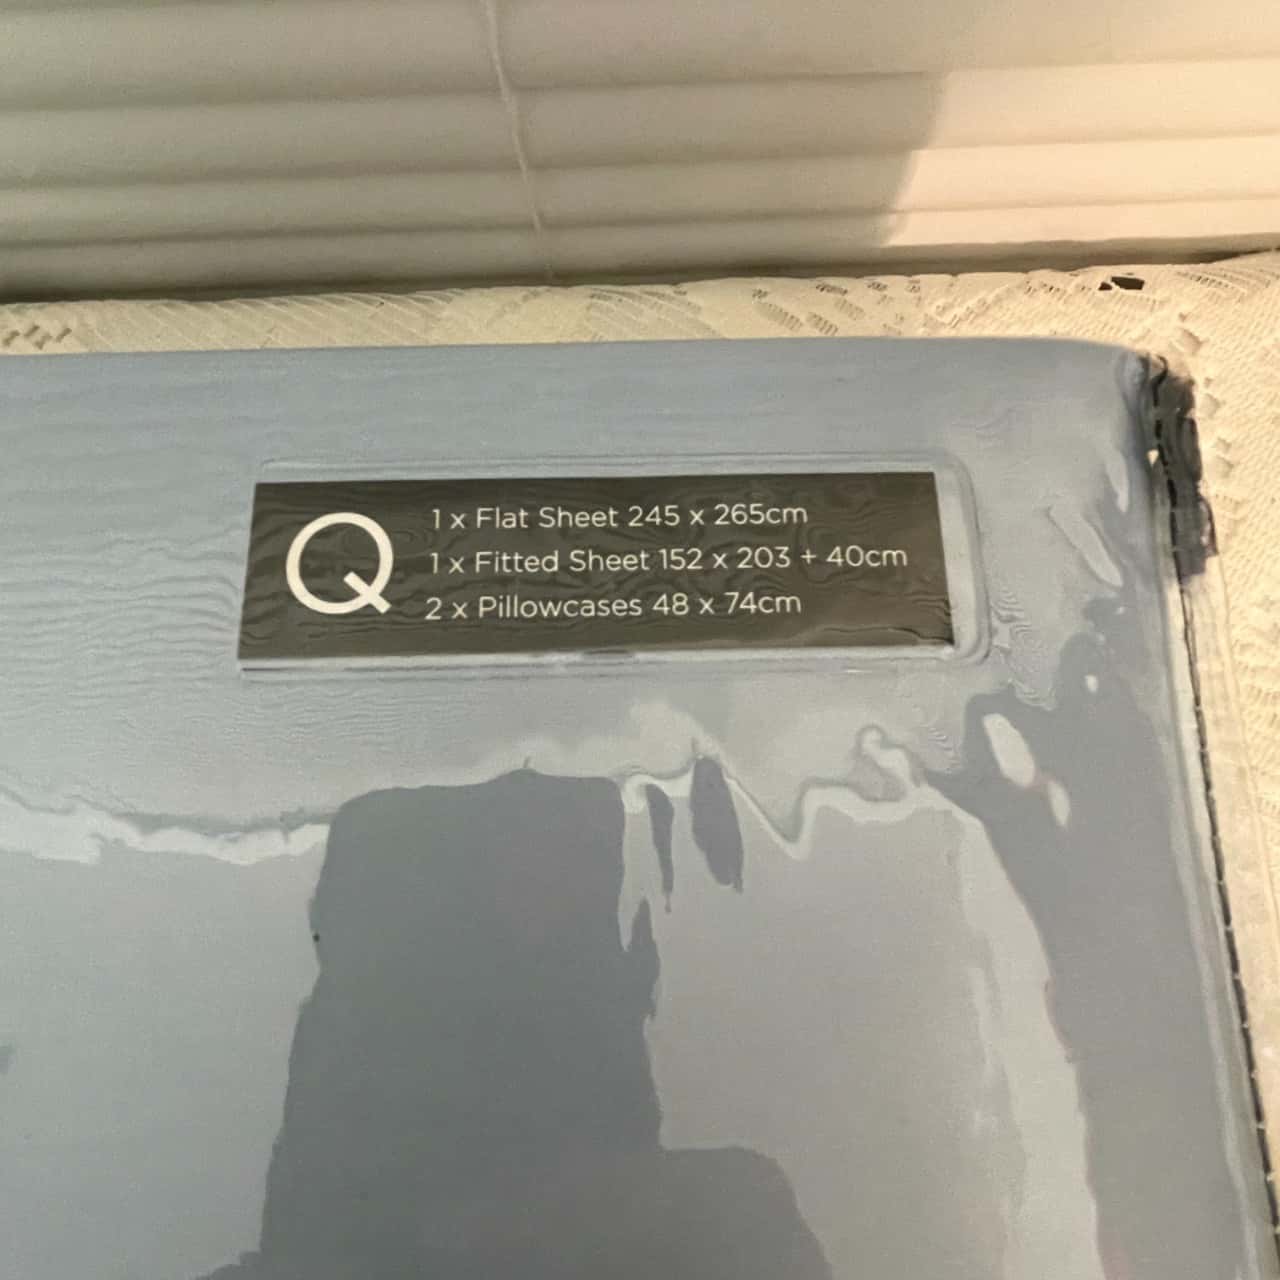 Q
1 x Flat Sheet 245 x 265cm
1 x Fitted Sheet 152 x 203 + 40cm
2 x Pillowcases 48 x 74cm